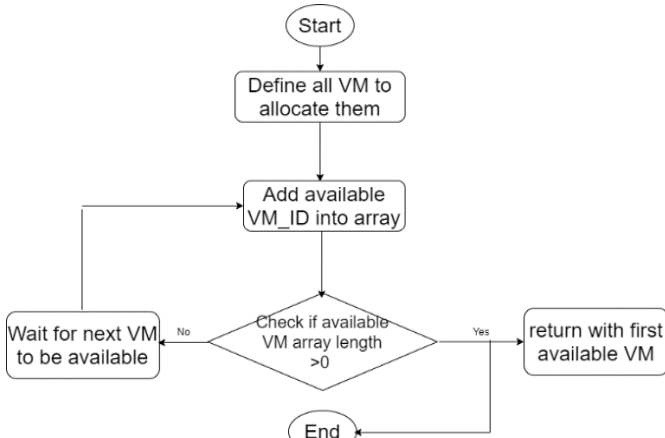 Start
Define all VM to
allocate them
Add available
VM_ID into array
Wait for next VM
to be available
No
Check if available
VM array length
>0
Yes
return with first
available VM
End